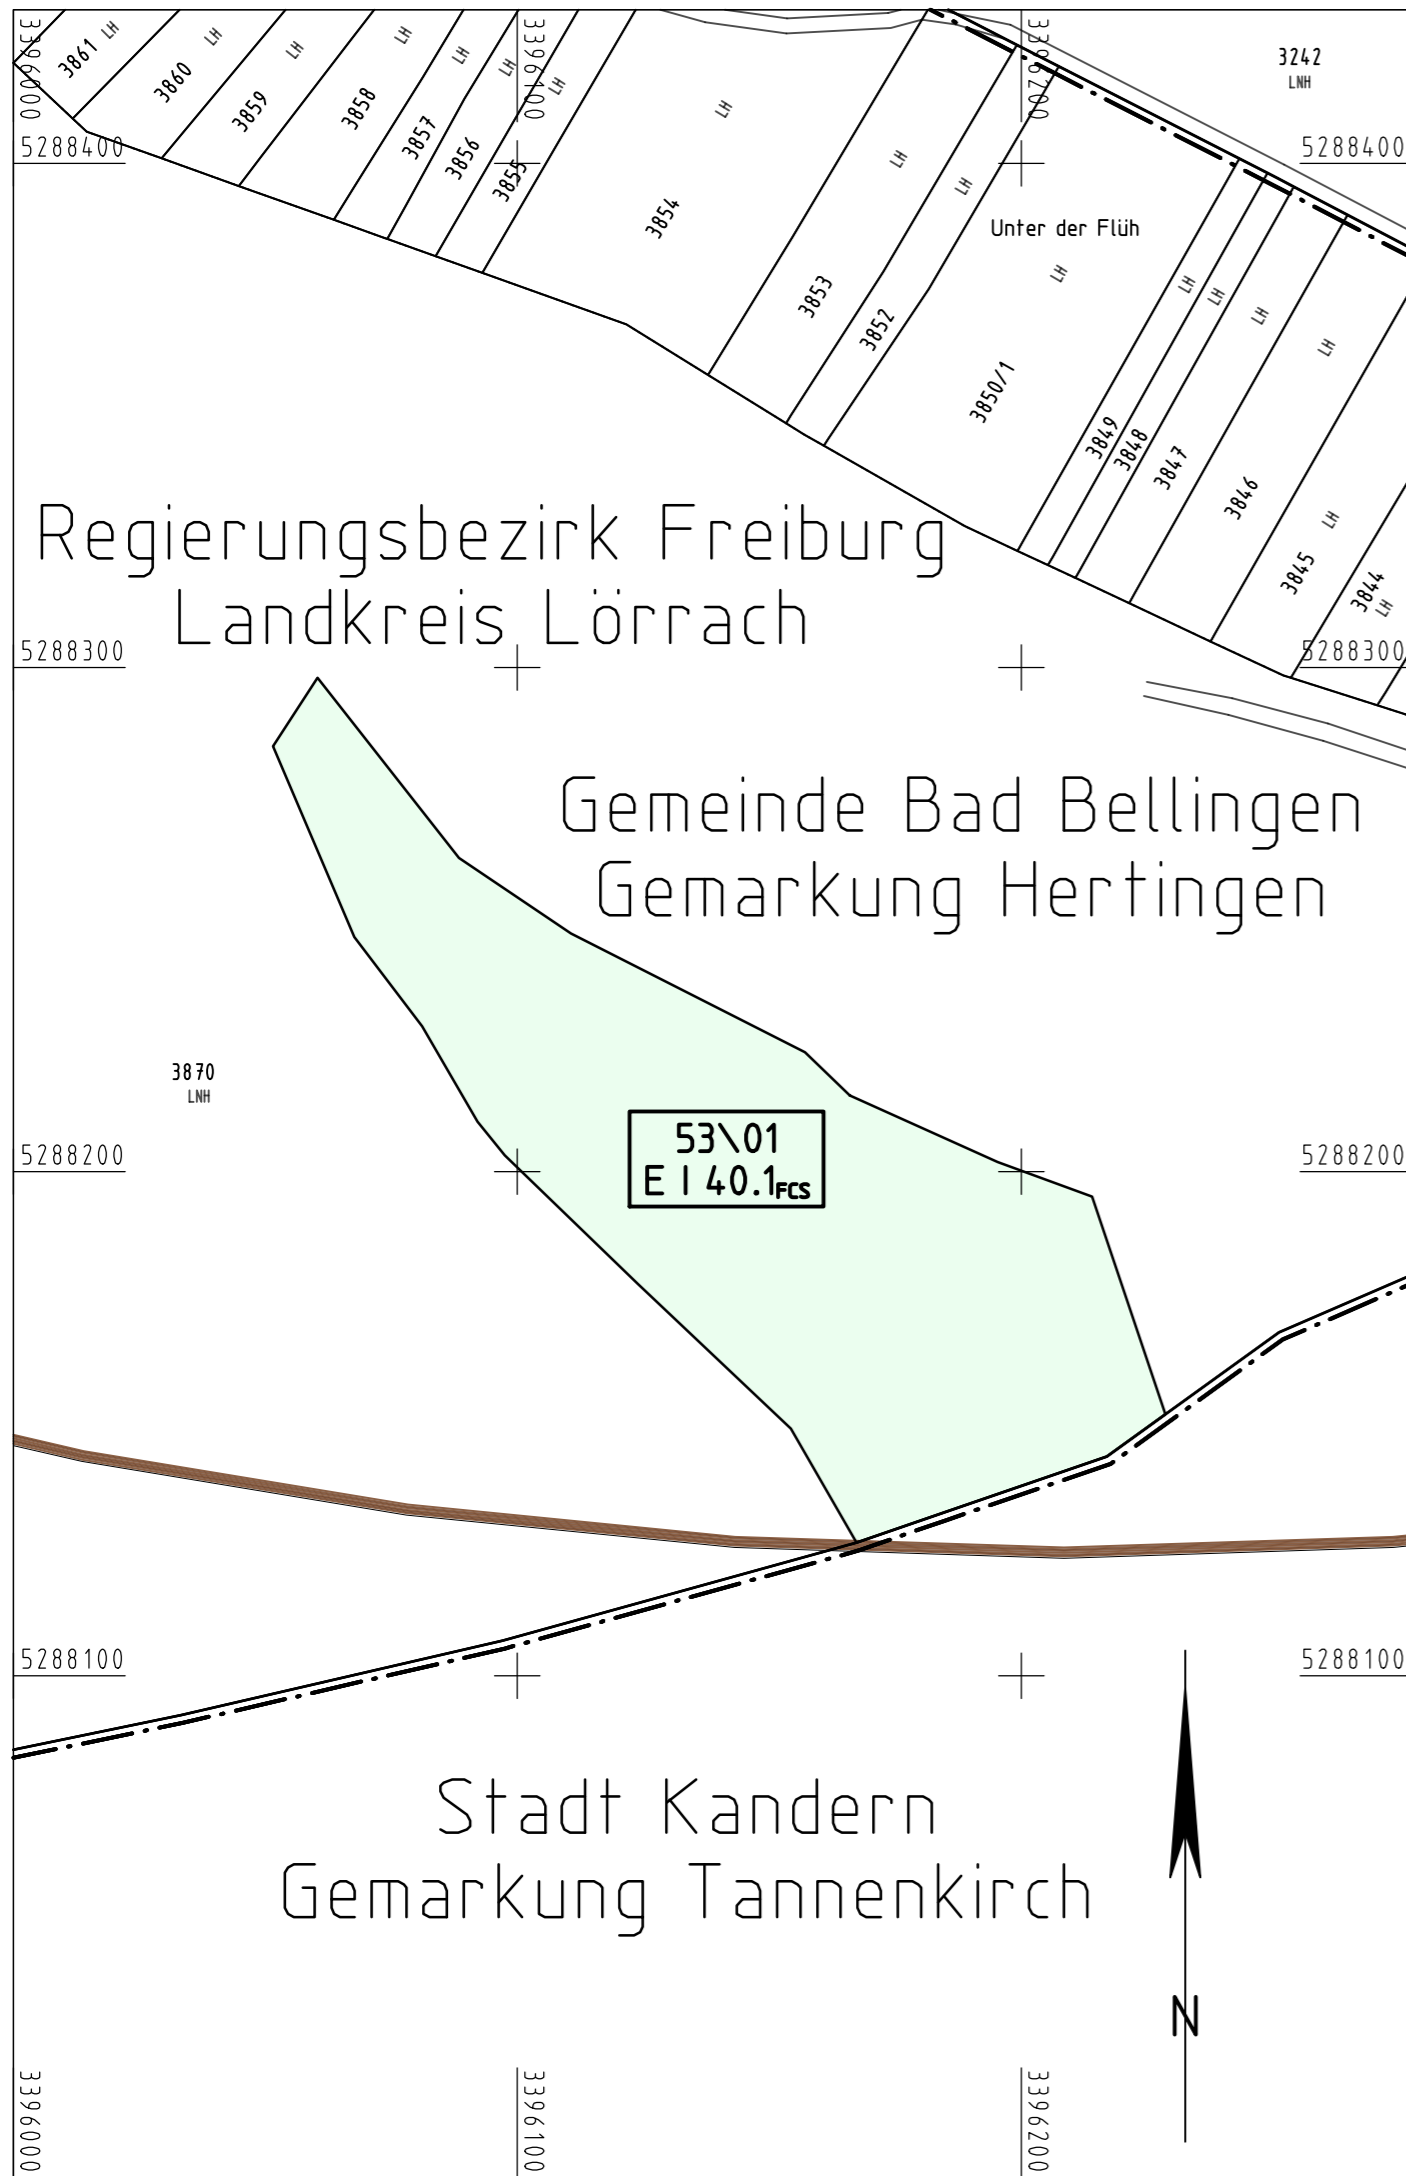 3396000
3396100
3396200
3861 LH
3860 LH
3859 LH
3858 LH
3857 LH
3856 LH
3855 LH
3854 LH
3853 LH
3852 LH
3242
LNH
5288400
5288400
Unter der Flüh
3850/1 LH
3849 LH
3848 LH
3847 LH
3846 LH
3845 LH
3844
LH
Regierungsbezirk Freiburg
Landkreis Lörrach
5288300
5288300
Gemeinde Bad Bellingen
Gemarkung Hertingen
3870
LNH
53\01
E I 40.1FCS
5288200
5288200
5288100
5288100
Stadt Kandern
Gemarkung Tannenkirch
N
3396000
3396100
3396200